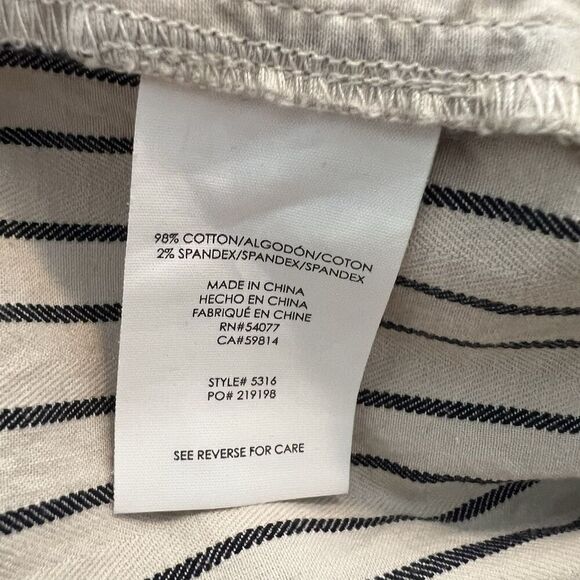 98% COTTON/ALGODÓN/COTON
2% SPANDEX/SPANDEX/SPANDEX
MADE IN CHINA
HECHO EN CHINA
FABRIQUÉ EN CHINE
RN#54077
CA#59814
STYLE# 5316
PO# 219198
SEE REVERSE FOR CARE